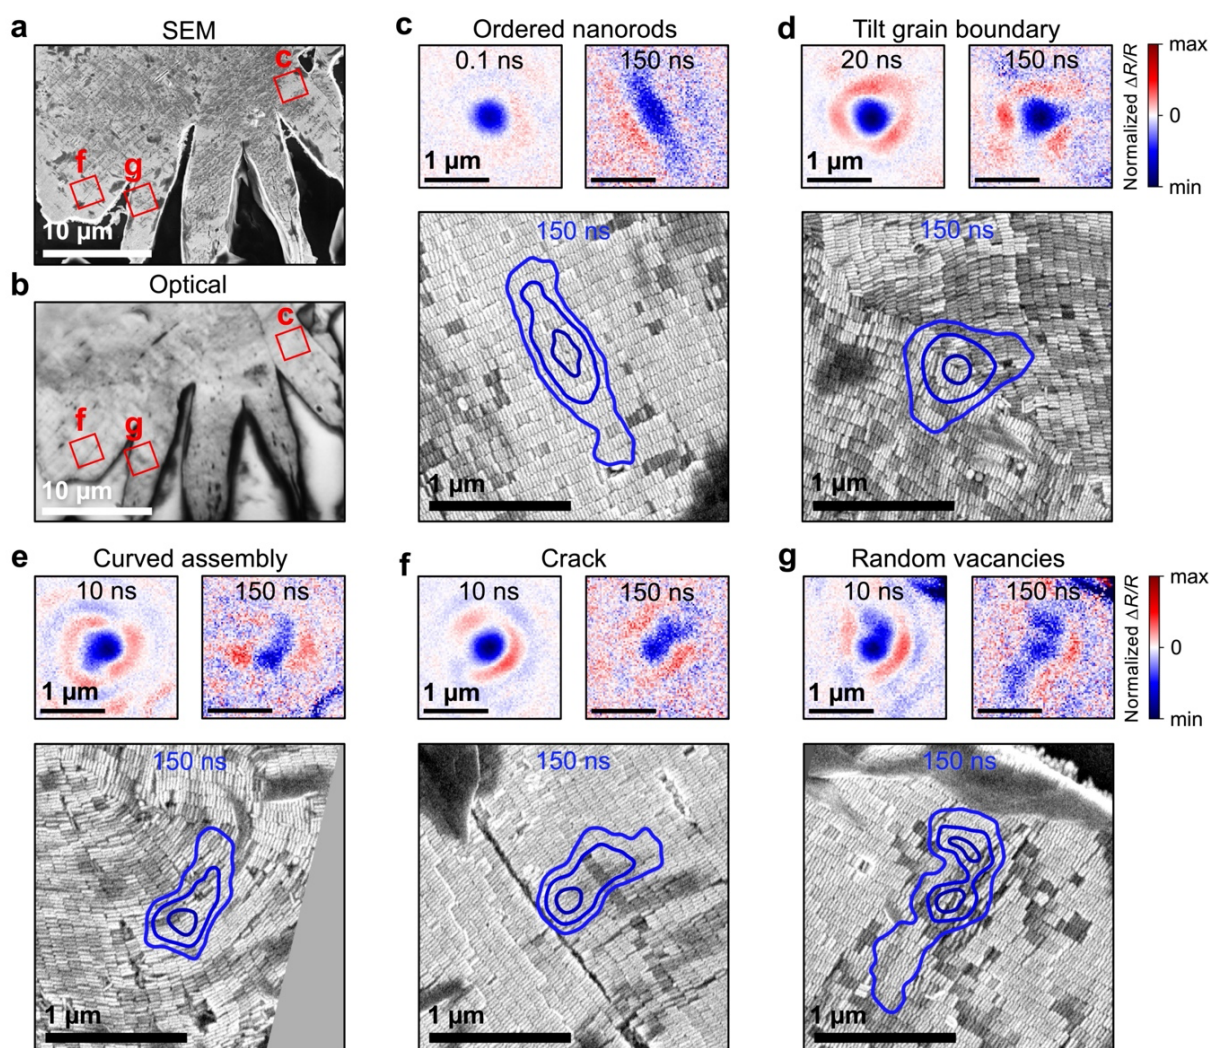 a
SEM
c
f
g
10 µm
b
Optical
c
f
g
10 µm
c
Ordered nanorods
0.1 ns
150 ns
1 µm
150 ns
1 µm
d
Tilt grain boundary
20 ns
150 ns
1 µm
Normalized ΔR/R
max
0
min
150 ns
1 µm
e
Curved assembly
10 ns
150 ns
1 µm
150 ns
1 µm
f
Crack
10 ns
150 ns
1 µm
150 ns
1 µm
g
Random vacancies
10 ns
150 ns
1 µm
Normalized ΔR/R
max
0
min
150 ns
1 µm